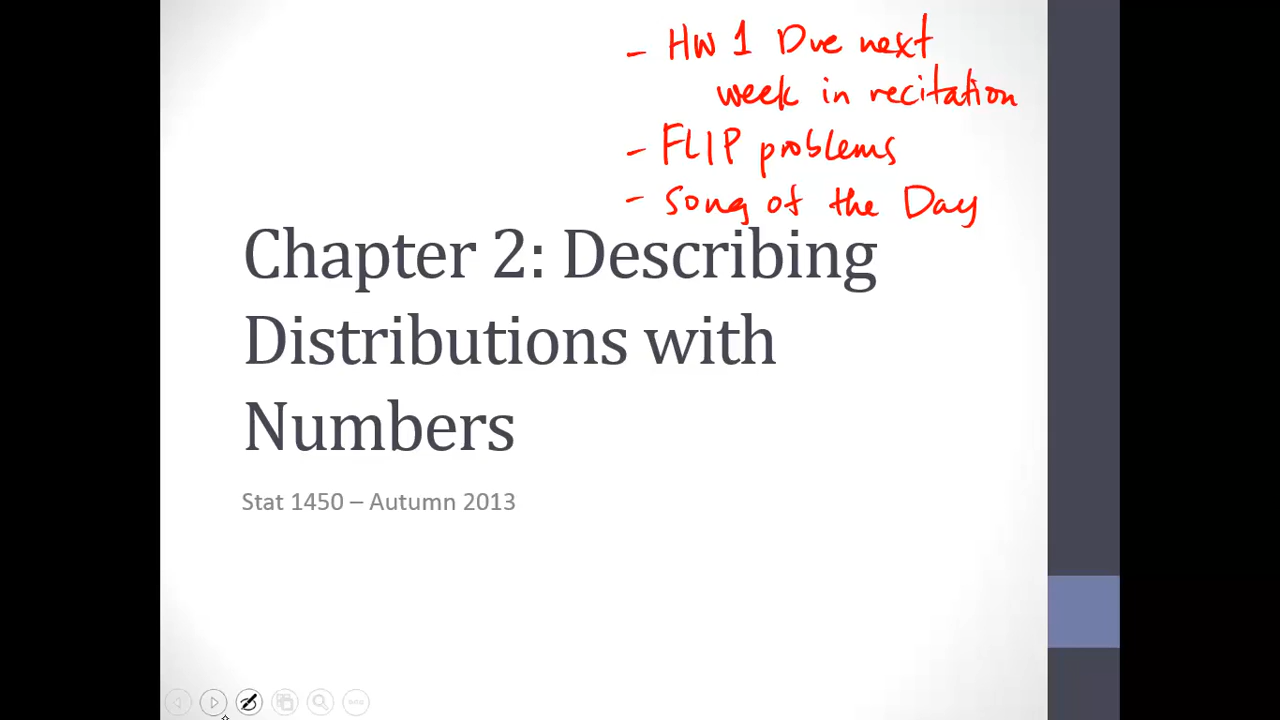 - HW 1 Due next
week in recitation
- FLIP problems
- Song of the Day
Chapter 2: Describing
Distributions with
Numbers
Stat 1450 – Autumn 2013